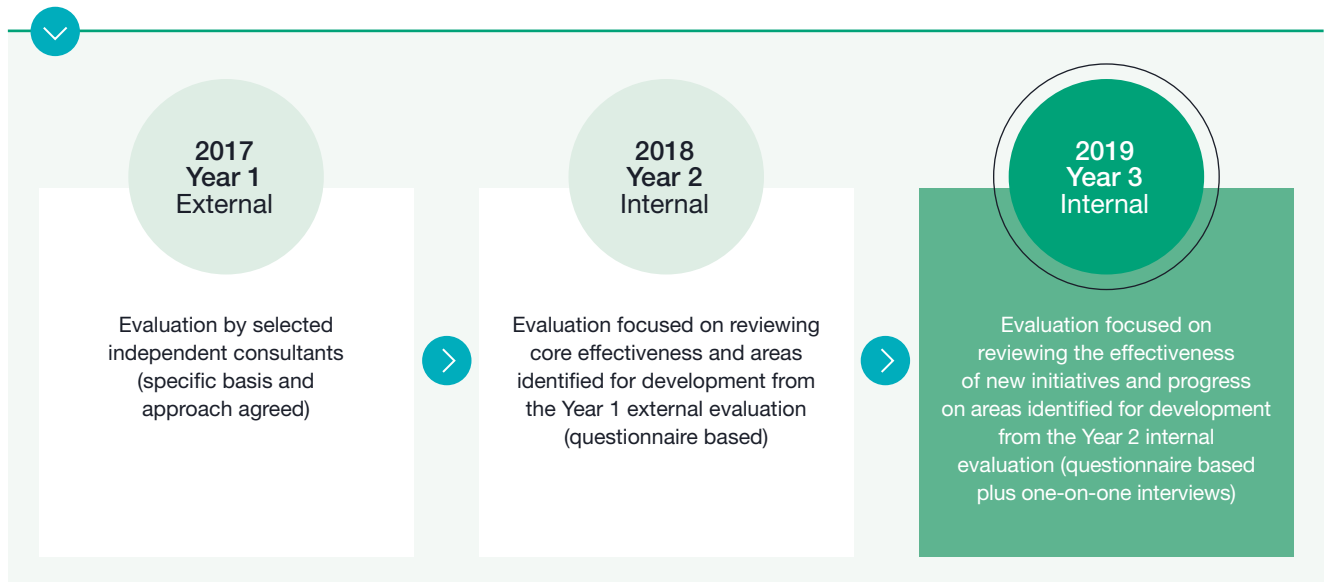 2017
Year 1
External
Evaluation by selected
independent consultants
(specific basis and
approach agreed)
2018
Year 2
Internal
Evaluation focused on reviewing
core effectiveness and areas
identified for development from
the Year 1 external evaluation
(questionnaire based)
2019
Year 3
Internal
Evaluation focused on
reviewing the effectiveness
of new initiatives and progress
on areas identified for development
from the Year 2 internal
evaluation (questionnaire based
plus one-on-one interviews)